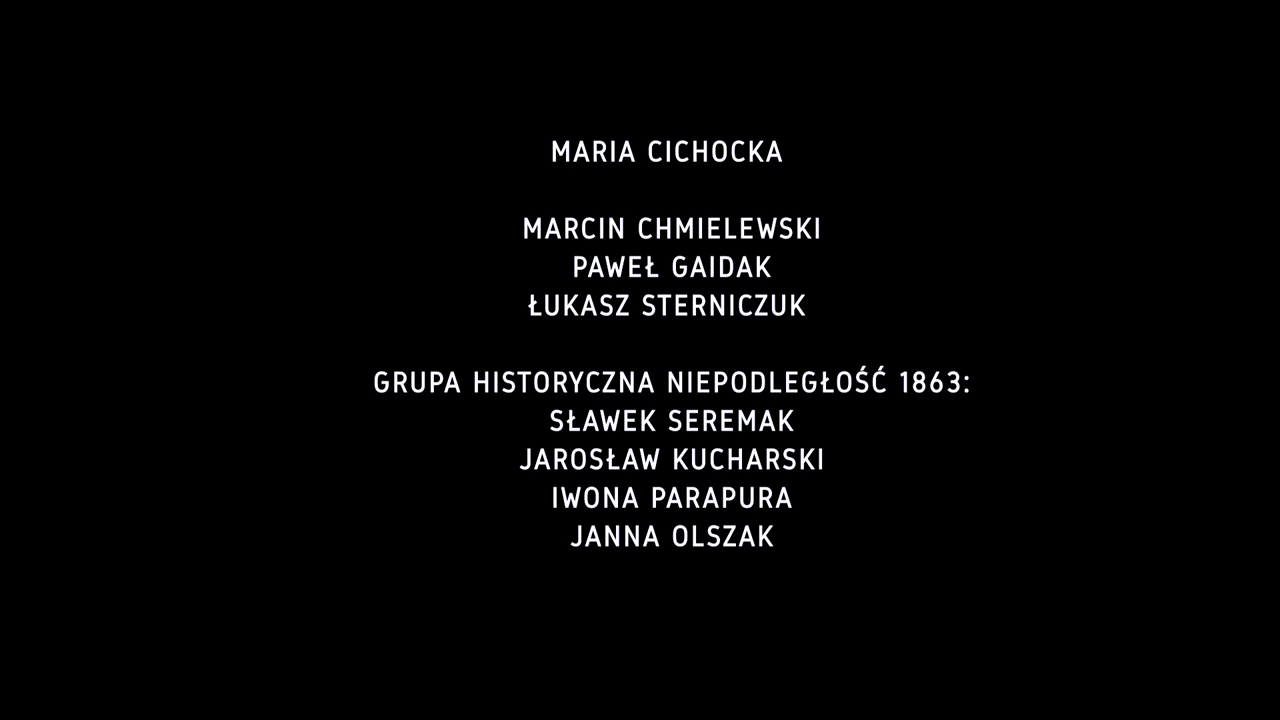 MARIA CICHOCKA
MARCIN CHMIELEWSKI
PAWEŁ GAIDAK
ŁUKASZ STERNICZUK
GRUPA HISTORYCZNA NIEPODLEGŁOŚĆ 1863:
SŁAWEK SEREMAK
JAROSŁAW KUCHARSKI
IWONA PARAPURA
JANNA OLSZAK